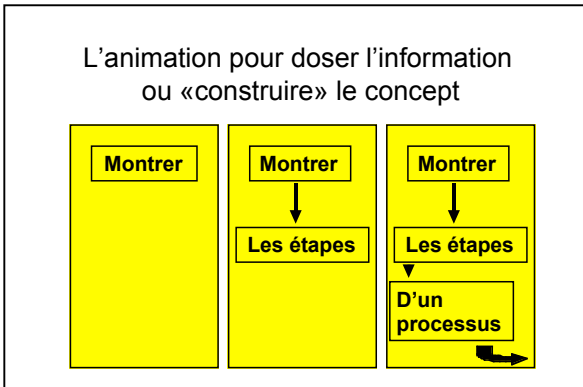 L’animation pour doser l’information
ou «construire» le concept
Montrer
Montrer
Les étapes
Montrer
Les étapes
D’un
processus